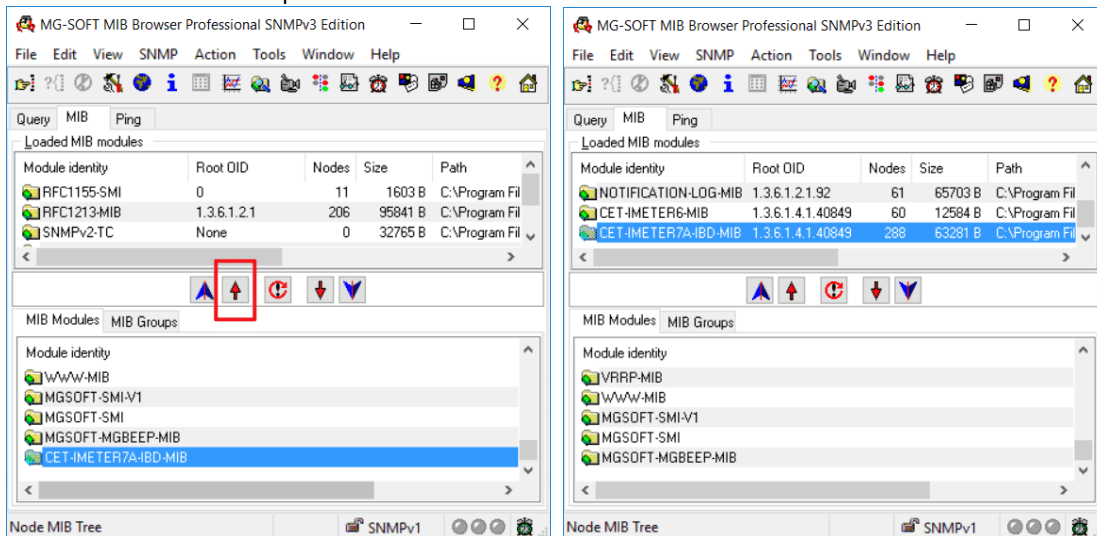 MG-SOFT MIB Browser Professional SNMPv3 Edition
File Edit View SNMP Action Tools Window Help
Query MIB Ping
Loaded MIB modules
Module identity Root OID Nodes Size Path
RFC1155-SMI 0 11 1603 B C:\Program Fil
RFC1213-MIB 1.3.6.1.2.1 206 95841 B C:\Program Fil
SNMPv2-TC None 0 32765 B C:\Program Fil
MIB Modules MIB Groups
Module identity
WWW-MIB
MGSOFT-SMI-V1
MGSOFT-SMI
MGSOFT-MGBEEP-MIB
CET-IMETER7A-IBD-MIB
Node MIB Tree SNMPv1
MG-SOFT MIB Browser Professional SNMPv3 Edition
File Edit View SNMP Action Tools Window Help
Query MIB Ping
Loaded MIB modules
Module identity Root OID Nodes Size Path
NOTIFICATION-LOG-MIB 1.3.6.1.2.1.92 61 65703 B C:\Program Fil
CET-IMETER6-MIB 1.3.6.1.4.1.40849 60 12584 B C:\Program Fil
CET-IMETER7A-IBD-MIB 1.3.6.1.4.1.40849 288 63281 B C:\Program Fil
MIB Modules MIB Groups
Module identity
VRRP-MIB
WWW-MIB
MGSOFT-SMI-V1
MGSOFT-SMI
MGSOFT-MGBEEP-MIB
Node MIB Tree SNMPv1